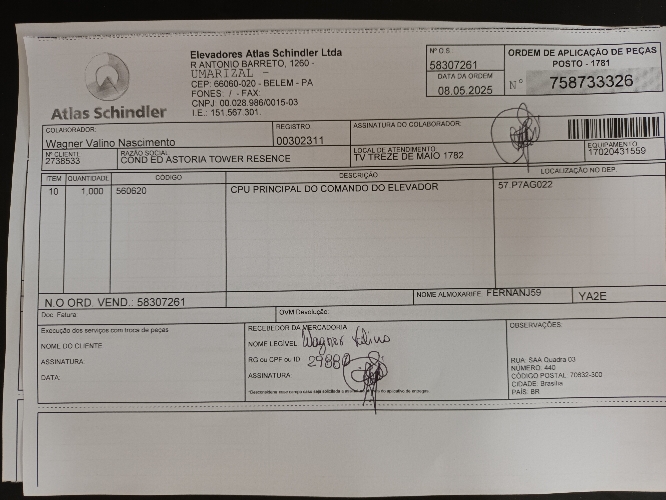 Atlas Schindler
Elevadores Atlas Schindler Ltda
R ANTONIO BARRETO, 1260 -
UMARIZAL -
CEP: 66060-020 - BELEM - PA
FONES: / - FAX:
CNPJ 00.028.986/0015-03
I.E.: 151.567.301.
Nº O.S.
58307261
DATA DA ORDEM
08.05.2025
ORDEM DE APLICAÇÃO DE PEÇAS
POSTO - 1781
N° 758733326
COLABORADOR:
Wagner Valino Nascimento
REGISTRO
00302311
ASSINATURA DO COLABORADOR:
Nº CLIENTE
2738533
RAZÃO SOCIAL
COND ED ASTORIA TOWER RESENCE
LOCAL DE ATENDIMENTO:
TV TREZE DE MAIO 1782
EQUIPAMENTO
17020431559
ITEM QUANTIDADE CÓDIGO DESCRIÇÃO LOCALIZAÇÃO NO DEP.
10 1,000 560620 CPU PRINCIPAL DO COMANDO DO ELEVADOR 57 P7AG022
N.O ORD. VEND.: 58307261
NOME ALMOXARIFE: FERNANJ59 YA2E
Doc. Fatura: OVM Devolução:
Execução dos serviços com troca de peças
NOME DO CLIENTE
ASSINATURA:
DATA:
RECEBEDOR DA MERCADORIA
NOME LEGÍVEL Wagner Valino
RG ou CPF ou ID
ASSINATURA
OBSERVAÇÕES:
RUA: SAA Quadra 03
NÚMERO: 440
CÓDIGO POSTAL: 70632-300
CIDADE: Brasília
PAÍS: BR